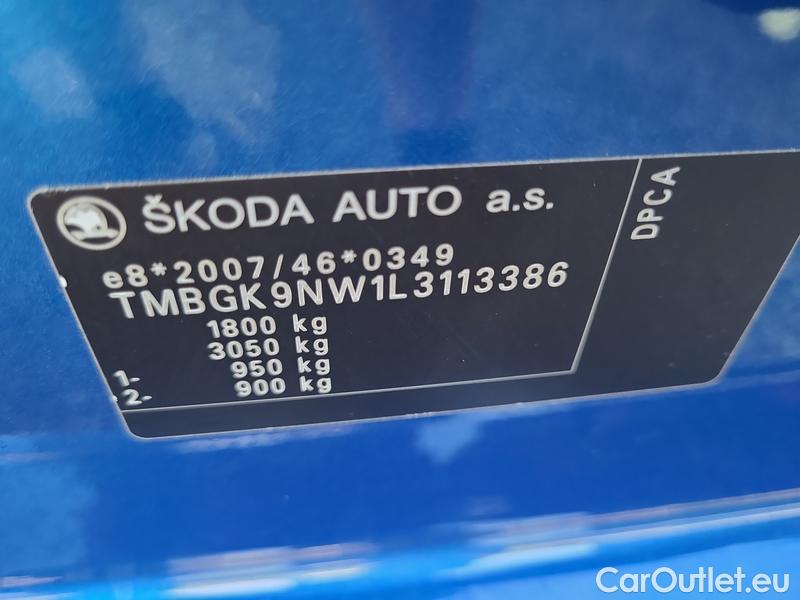 ŠKODA AUTO a.s.
e8*2007/46*0349
TMBGK9NW1L3113386
1800 kg
3050 kg
1- 950 kg
2- 900 kg
DPCA
CarOutlet.eu